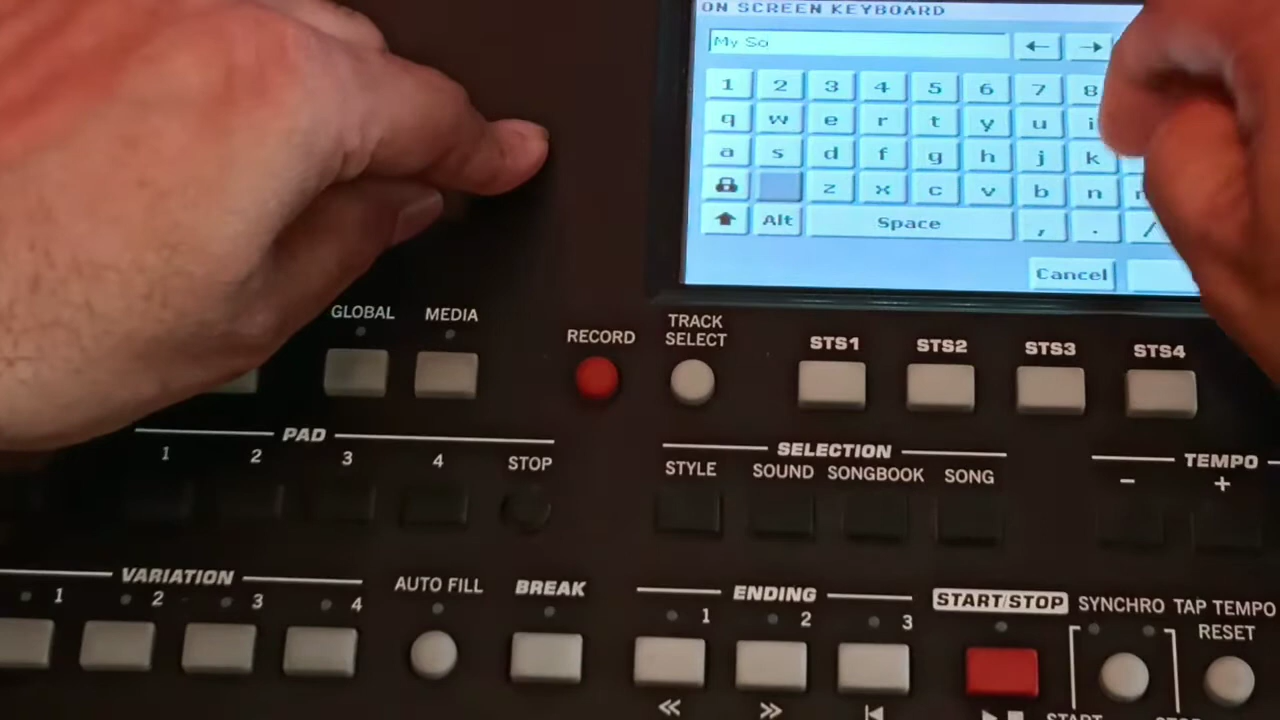 ON SCREEN KEYBOARD
My So
← →
1 2 3 4 5 6 7 8
q w e r t y u i
a s d f g h j k
z x c v b n
Alt Space , . /
Cancel
GLOBAL MEDIA
RECORD
TRACK
SELECT
STS1 STS2 STS3 STS4
PAD
1 2 3 4 STOP
SELECTION
STYLE SOUND SONGBOOK SONG
TEMPO
− +
VARIATION
1 2 3 4
AUTO FILL
BREAK
ENDING
1 2 3
START/STOP
SYNCHRO
TAP TEMPO
RESET
START